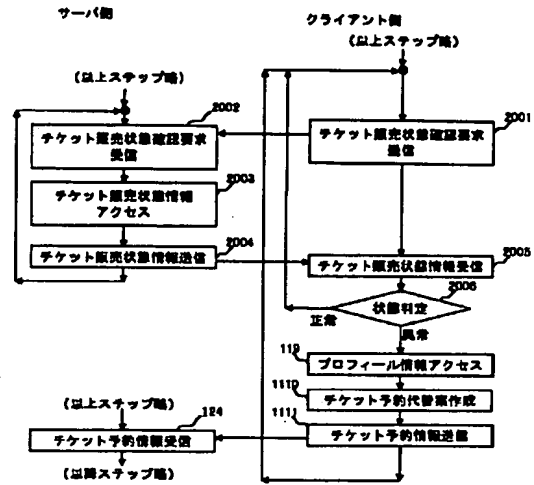 サーバ側
クライアント側
(以上ステップ略)
(以上ステップ略)
2002
チケット販売状態確認要求
受信
2001
チケット販売状態確認要求
受信
2003
チケット販売状態情報
アクセス
2004
チケット販売状態情報送信
2005
チケット販売状態情報受信
2006
状態判定
正常
異常
119
プロフィール情報アクセス
1110
チケット予約代替案作成
1111
チケット予約情報送信
(以上ステップ略)
124
チケット予約情報受信
(以降ステップ略)